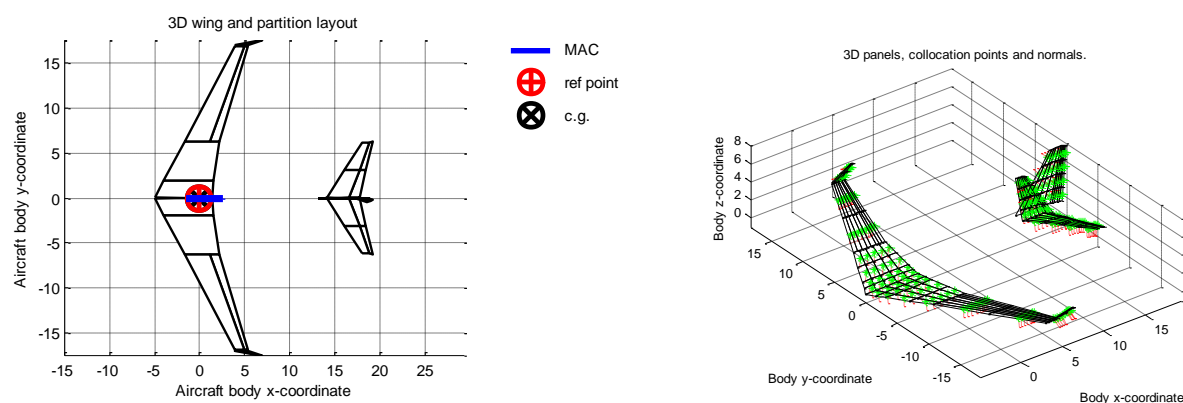 3D wing and partition layout
15
10
5
0
-5
-10
-15
Aircraft body y-coordinate
-15 -10 -5 0 5 10 15 20 25
Aircraft body x-coordinate
MAC
ref point
c.g.
3D panels, collocation points and normals.
8
6
4
2
0
Body z-coordinate
15
10
5
0
-5
-10
-15
Body y-coordinate
0
5
10
15
Body x-coordinate